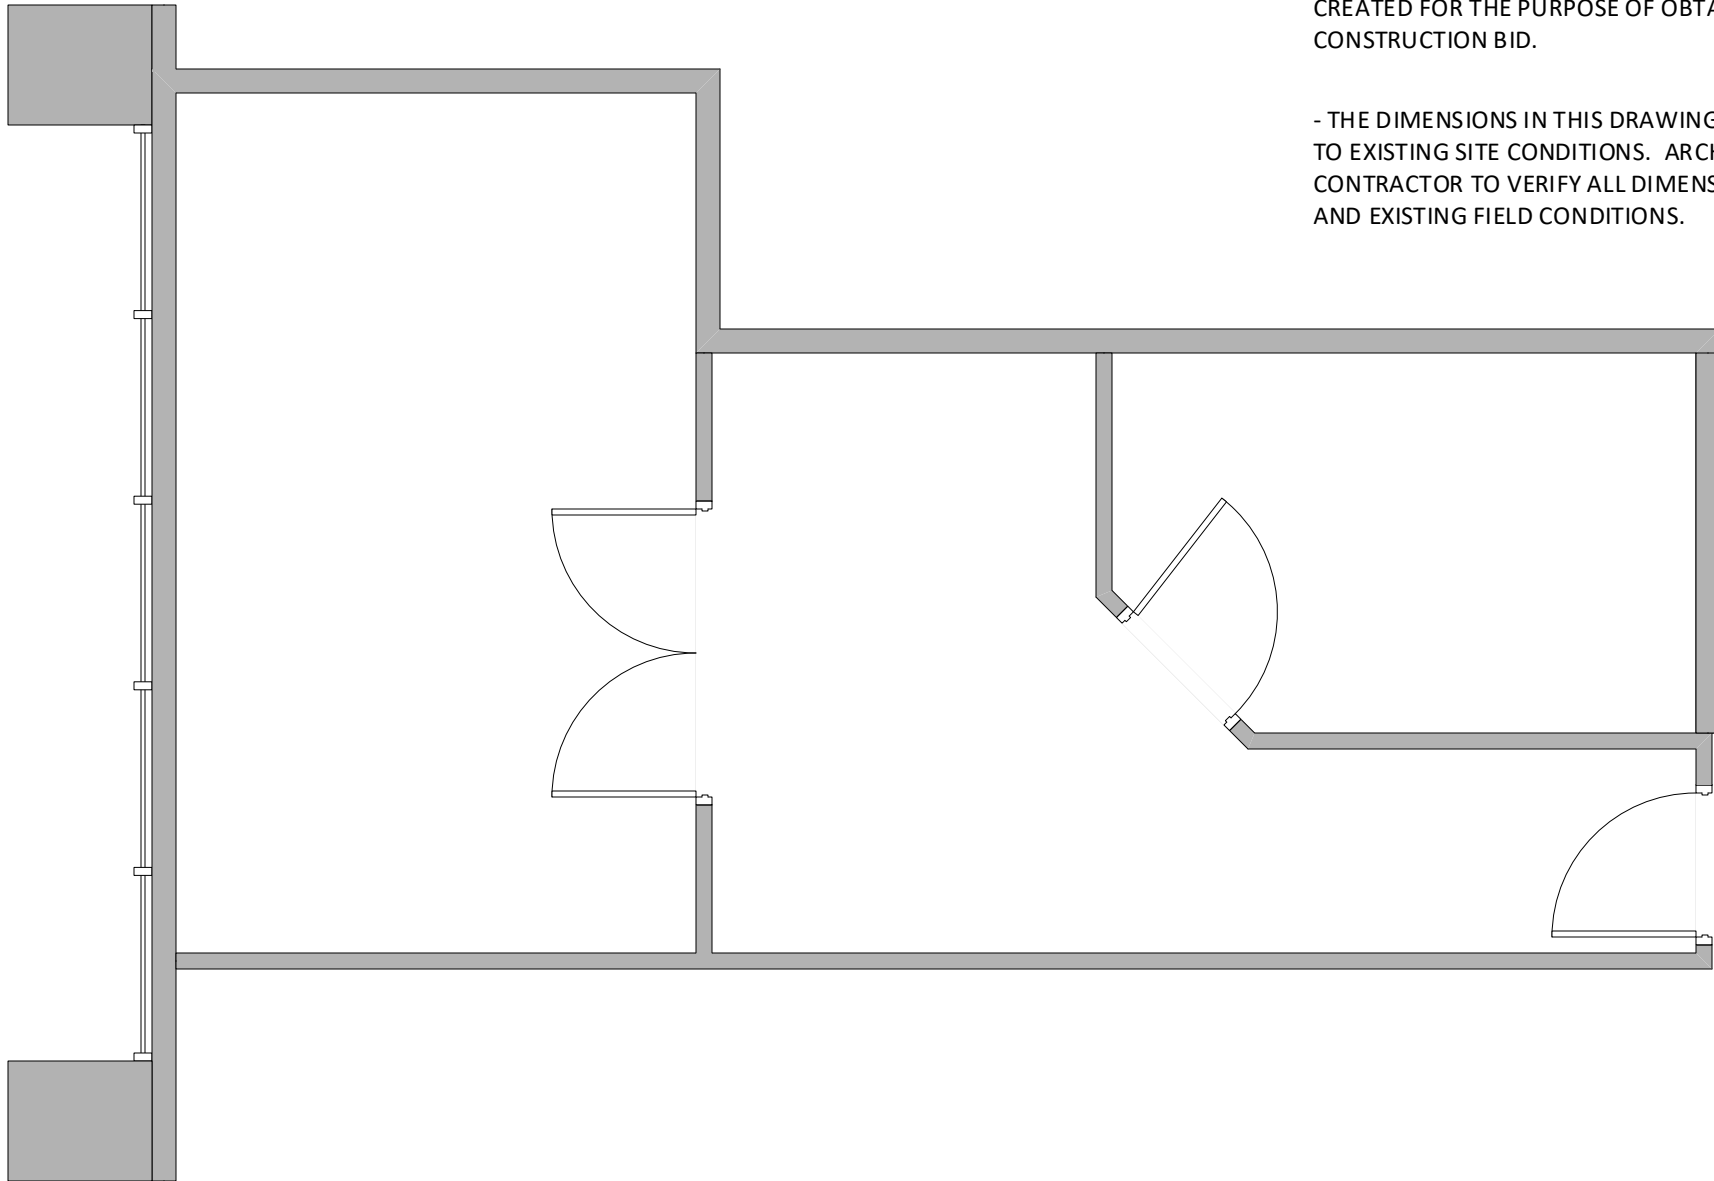 CREATED FOR THE PURPOSE OF OBTA
CONSTRUCTION BID.
- THE DIMENSIONS IN THIS DRAWING
TO EXISTING SITE CONDITIONS. ARCH
CONTRACTOR TO VERIFY ALL DIMENS
AND EXISTING FIELD CONDITIONS.